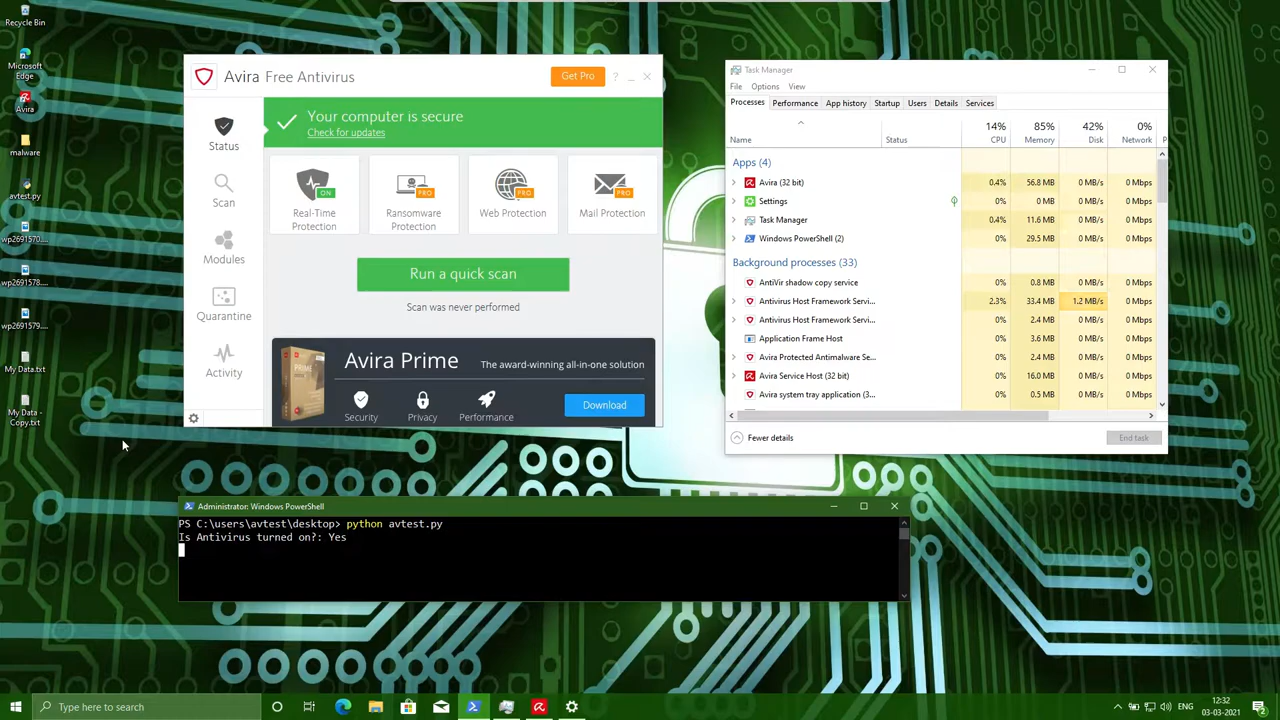 Recycle Bin
Microsoft
Edge
Avira
malware
avtest.py
wp2691570....
wp2691578....
wp2691579....
My Data.txt
My Data -
Copy.txt
Avira Free Antivirus
Get Pro
?
Your computer is secure
Check for updates
Status
Scan
Modules
Quarantine
Activity
ON
Real-Time
Protection
PRO
Ransomware
Protection
PRO
Web Protection
PRO
Mail Protection
Run a quick scan
Scan was never performed
Avira Prime
The award-winning all-in-one solution
Security
Privacy
Performance
Download
Task Manager
File Options View
Processes Performance App history Startup Users Details Services
14% 85% 42% 0%
Name Status CPU Memory Disk Network P
Apps (4)
Avira (32 bit) 0.4% 56.8 MB 0 MB/s 0 Mbps
Settings 0% 0 MB 0 MB/s 0 Mbps
Task Manager 0.4% 11.6 MB 0 MB/s 0 Mbps
Windows PowerShell (2) 0% 29.5 MB 0 MB/s 0 Mbps
Background processes (33)
AntiVir shadow copy service 0% 0.8 MB 0 MB/s 0 Mbps
Antivirus Host Framework Servi... 2.3% 33.4 MB 1.2 MB/s 0 Mbps
Antivirus Host Framework Servi... 0% 2.4 MB 0 MB/s 0 Mbps
Application Frame Host 0% 3.6 MB 0 MB/s 0 Mbps
Avira Protected Antimalware Se... 0% 2.4 MB 0 MB/s 0 Mbps
Avira Service Host (32 bit) 0% 16.0 MB 0 MB/s 0 Mbps
Avira system tray application (3... 0% 0.5 MB 0 MB/s 0 Mbps
Fewer details
End task
Administrator: Windows PowerShell
PS C:\users\avtest\desktop> python avtest.py
Is Antivirus turned on?: Yes
Type here to search
ENG
12:32
03-03-2021
2